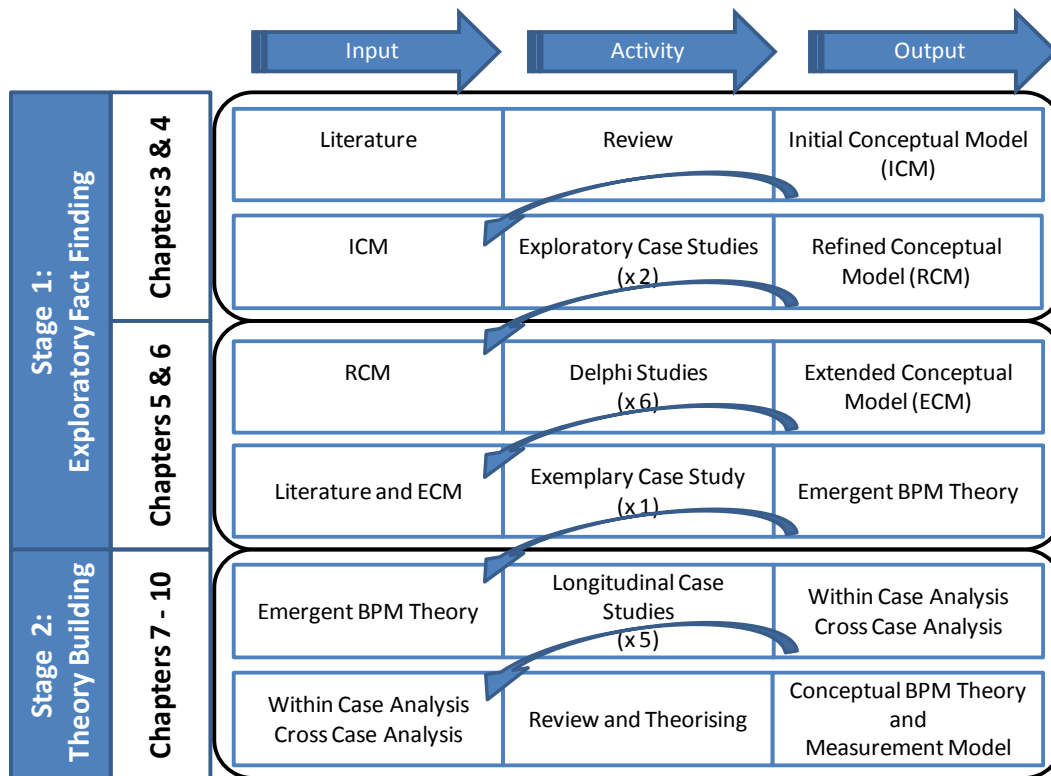 Input
Activity
Output
Stage 1:
Exploratory Fact Finding
Chapters 3 & 4
Literature
Review
Initial Conceptual Model
(ICM)
ICM
Exploratory Case Studies
(x 2)
Refined Conceptual
Model (RCM)
Chapters 5 & 6
RCM
Delphi Studies
(x 6)
Extended Conceptual
Model (ECM)
Literature and ECM
Exemplary Case Study
(x 1)
Emergent BPM Theory
Stage 2:
Theory Building
Chapters 7 - 10
Emergent BPM Theory
Longitudinal Case
Studies
(x 5)
Within Case Analysis
Cross Case Analysis
Within Case Analysis
Cross Case Analysis
Review and Theorising
Conceptual BPM Theory
and
Measurement Model